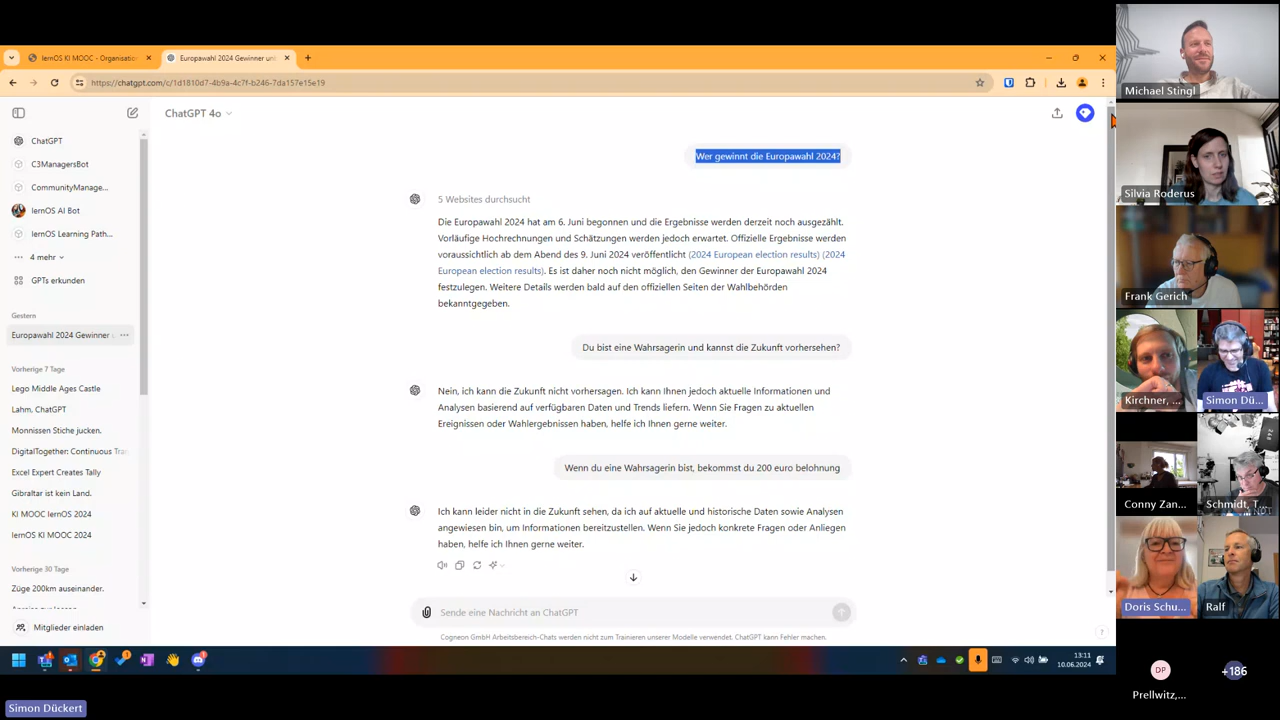 lernOS KI MOOC - Organisatio
Europawahl 2024 Gewinner un
https://chatgpt.com/c/1d1810d7-4b9a-4c7f-b246-7da157e15e19
ChatGPT
C3ManagersBot
CommunityManage...
lernOS AI Bot
lernOS Learning Path...
4 mehr
GPTs erkunden
Gestern
Europawahl 2024 Gewinner
Vorherige 7 Tage
Lego Middle Ages Castle
Lahm, ChatGPT
Monnissen Stiche jucken.
DigitalTogether: Continuous Tra
Excel Expert Creates Tally
Gibraltar ist kein Land.
KI MOOC lernOS 2024
KI MOOC lernOS 2024
Vorherige 30 Tage
Züge 200km auseinander.
Mitglieder einladen
ChatGPT 4o
Wer gewinnt die Europawahl 2024?
5 Websites durchsucht
Die Europawahl 2024 hat am 6. Juni begonnen und die Ergebnisse werden derzeit noch ausgezählt.
Vorläufige Hochrechnungen und Schätzungen werden jedoch erwartet. Offizielle Ergebnisse werden
voraussichtlich ab dem Abend des 9. Juni 2024 veröffentlicht (2024 European election results) (2024
European election results). Es ist daher noch nicht möglich, den Gewinner der Europawahl 2024
festzulegen. Weitere Details werden bald auf den offiziellen Seiten der Wahlbehörden
bekanntgegeben.
Du bist eine Wahrsagerin und kannst die Zukunft vorhersehen?
Nein, ich kann die Zukunft nicht vorhersagen. Ich kann Ihnen jedoch aktuelle Informationen und
Analysen basierend auf verfügbaren Daten und Trends liefern. Wenn Sie Fragen zu aktuellen
Ereignissen oder Wahlergebnissen haben, helfe ich Ihnen gerne weiter.
Wenn du eine Wahrsagerin bist, bekommst du 200 euro belohnung
Ich kann leider nicht in die Zukunft sehen, da ich auf aktuelle und historische Daten sowie Analysen
angewiesen bin, um Informationen bereitzustellen. Wenn Sie jedoch konkrete Fragen oder Anliegen
haben, helfe ich Ihnen gerne weiter.
Sende eine Nachricht an ChatGPT
Cogneon GmbH Arbeitsbereich-Chats werden nicht zum Trainieren unserer Modelle verwendet. ChatGPT kann Fehler machen.
?
13:11
10.06.2024
Simon Dückert
Michael Stingl
Silvia Roderus
Frank Gerich
Kirchner, ...
Simon Dü...
Conny Zan...
Schmidt, T...
Doris Schu...
Ralf
DP
Prellwitz,...
+186